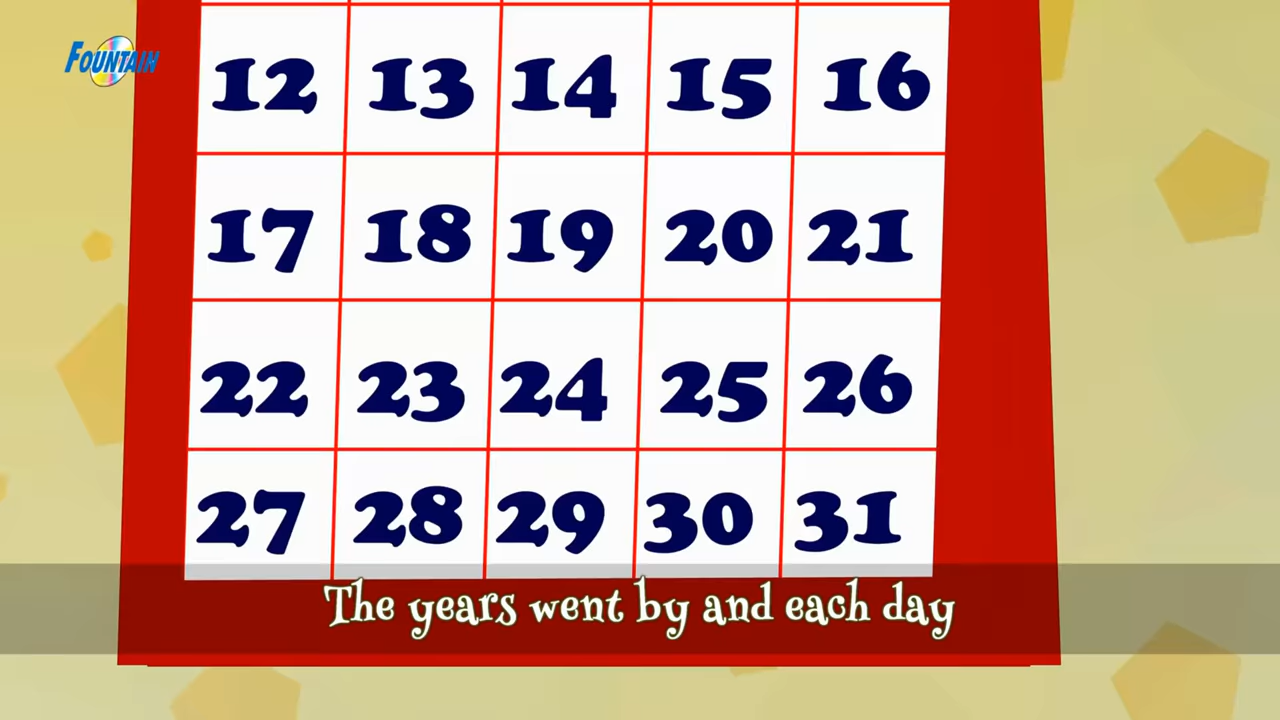 FOUNTAIN
12 13 14 15 16
17 18 19 20 21
22 23 24 25 26
27 28 29 30 31
The years went by and each day